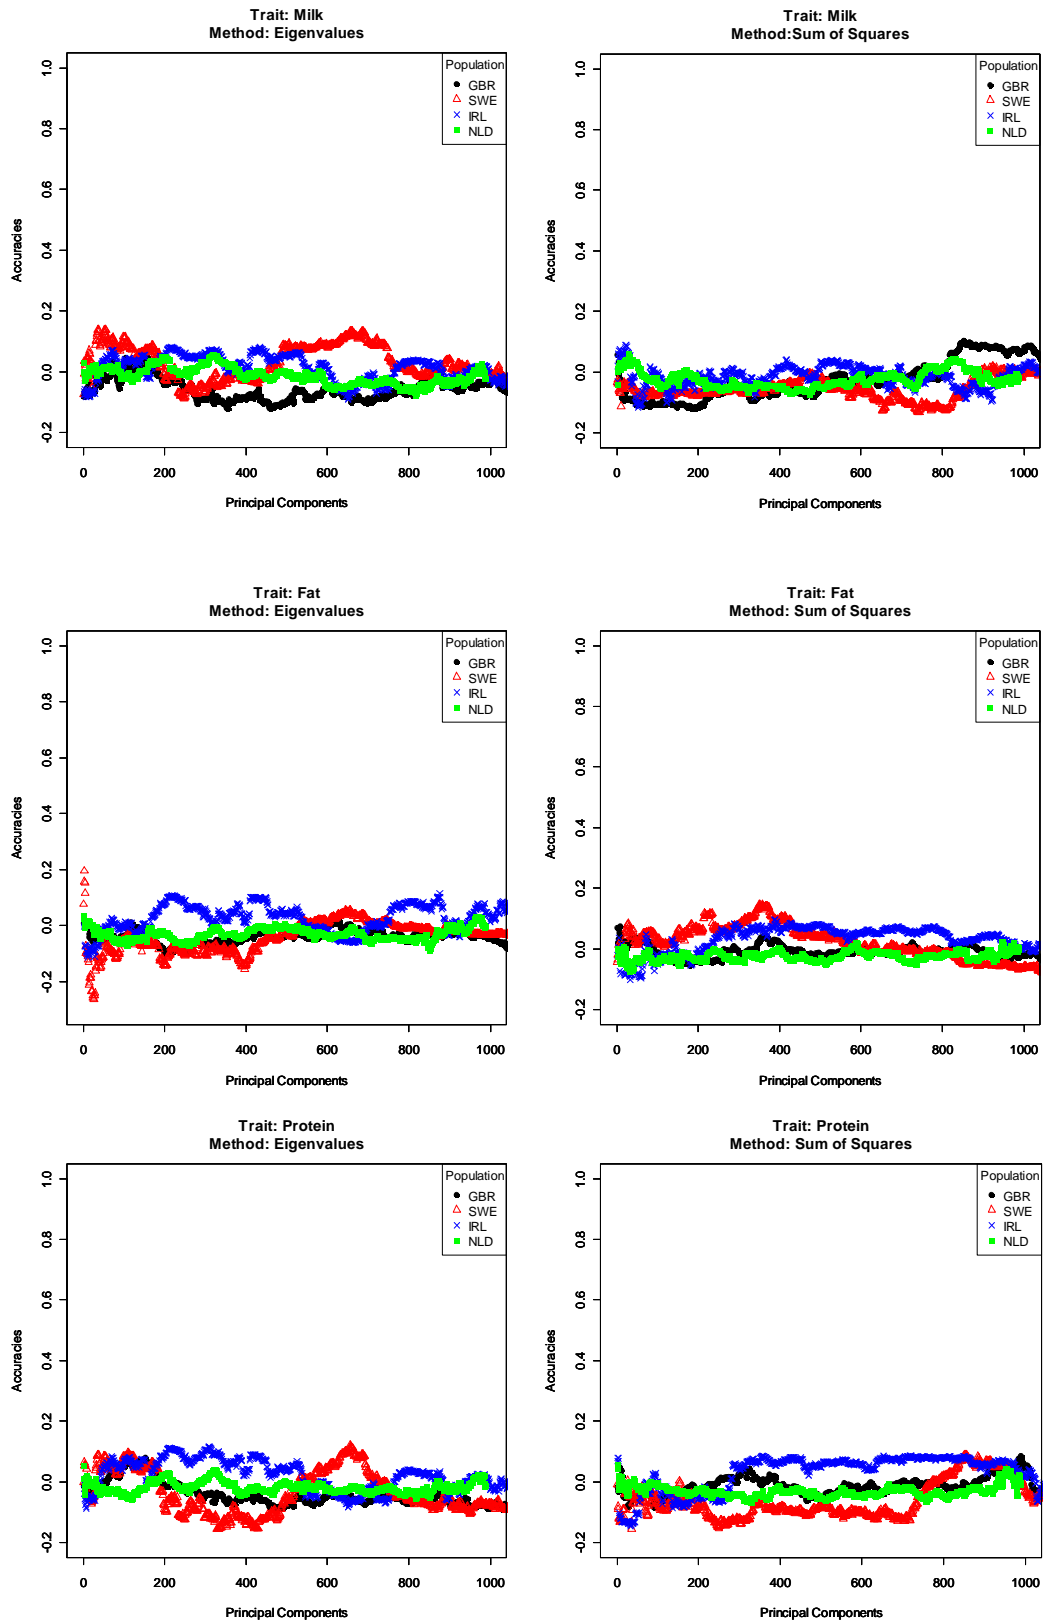 Trait: Milk
Method: Eigenvalues
Population
GBR
SWE
IRL
NLD
1.0
0.8
0.6
0.4
0.2
0.0
-0.2
Accuracies
0 200 400 600 800 1000
Principal Components
Trait: Milk
Method:Sum of Squares
Population
GBR
SWE
IRL
NLD
1.0
0.8
0.6
0.4
0.2
0.0
-0.2
Accuracies
0 200 400 600 800 1000
Principal Components
Trait: Fat
Method: Eigenvalues
Population
GBR
SWE
IRL
NLD
1.0
0.8
0.6
0.4
0.2
0.0
-0.2
Accuracies
0 200 400 600 800 1000
Principal Components
Trait: Fat
Method: Sum of Squares
Population
GBR
SWE
IRL
NLD
1.0
0.8
0.6
0.4
0.2
0.0
-0.2
Accuracies
0 200 400 600 800 1000
Principal Components
Trait: Protein
Method: Eigenvalues
Population
GBR
SWE
IRL
NLD
1.0
0.8
0.6
0.4
0.2
0.0
-0.2
Accuracies
0 200 400 600 800 1000
Principal Components
Trait: Protein
Method: Sum of Squares
Population
GBR
SWE
IRL
NLD
1.0
0.8
0.6
0.4
0.2
0.0
-0.2
Accuracies
0 200 400 600 800 1000
Principal Components